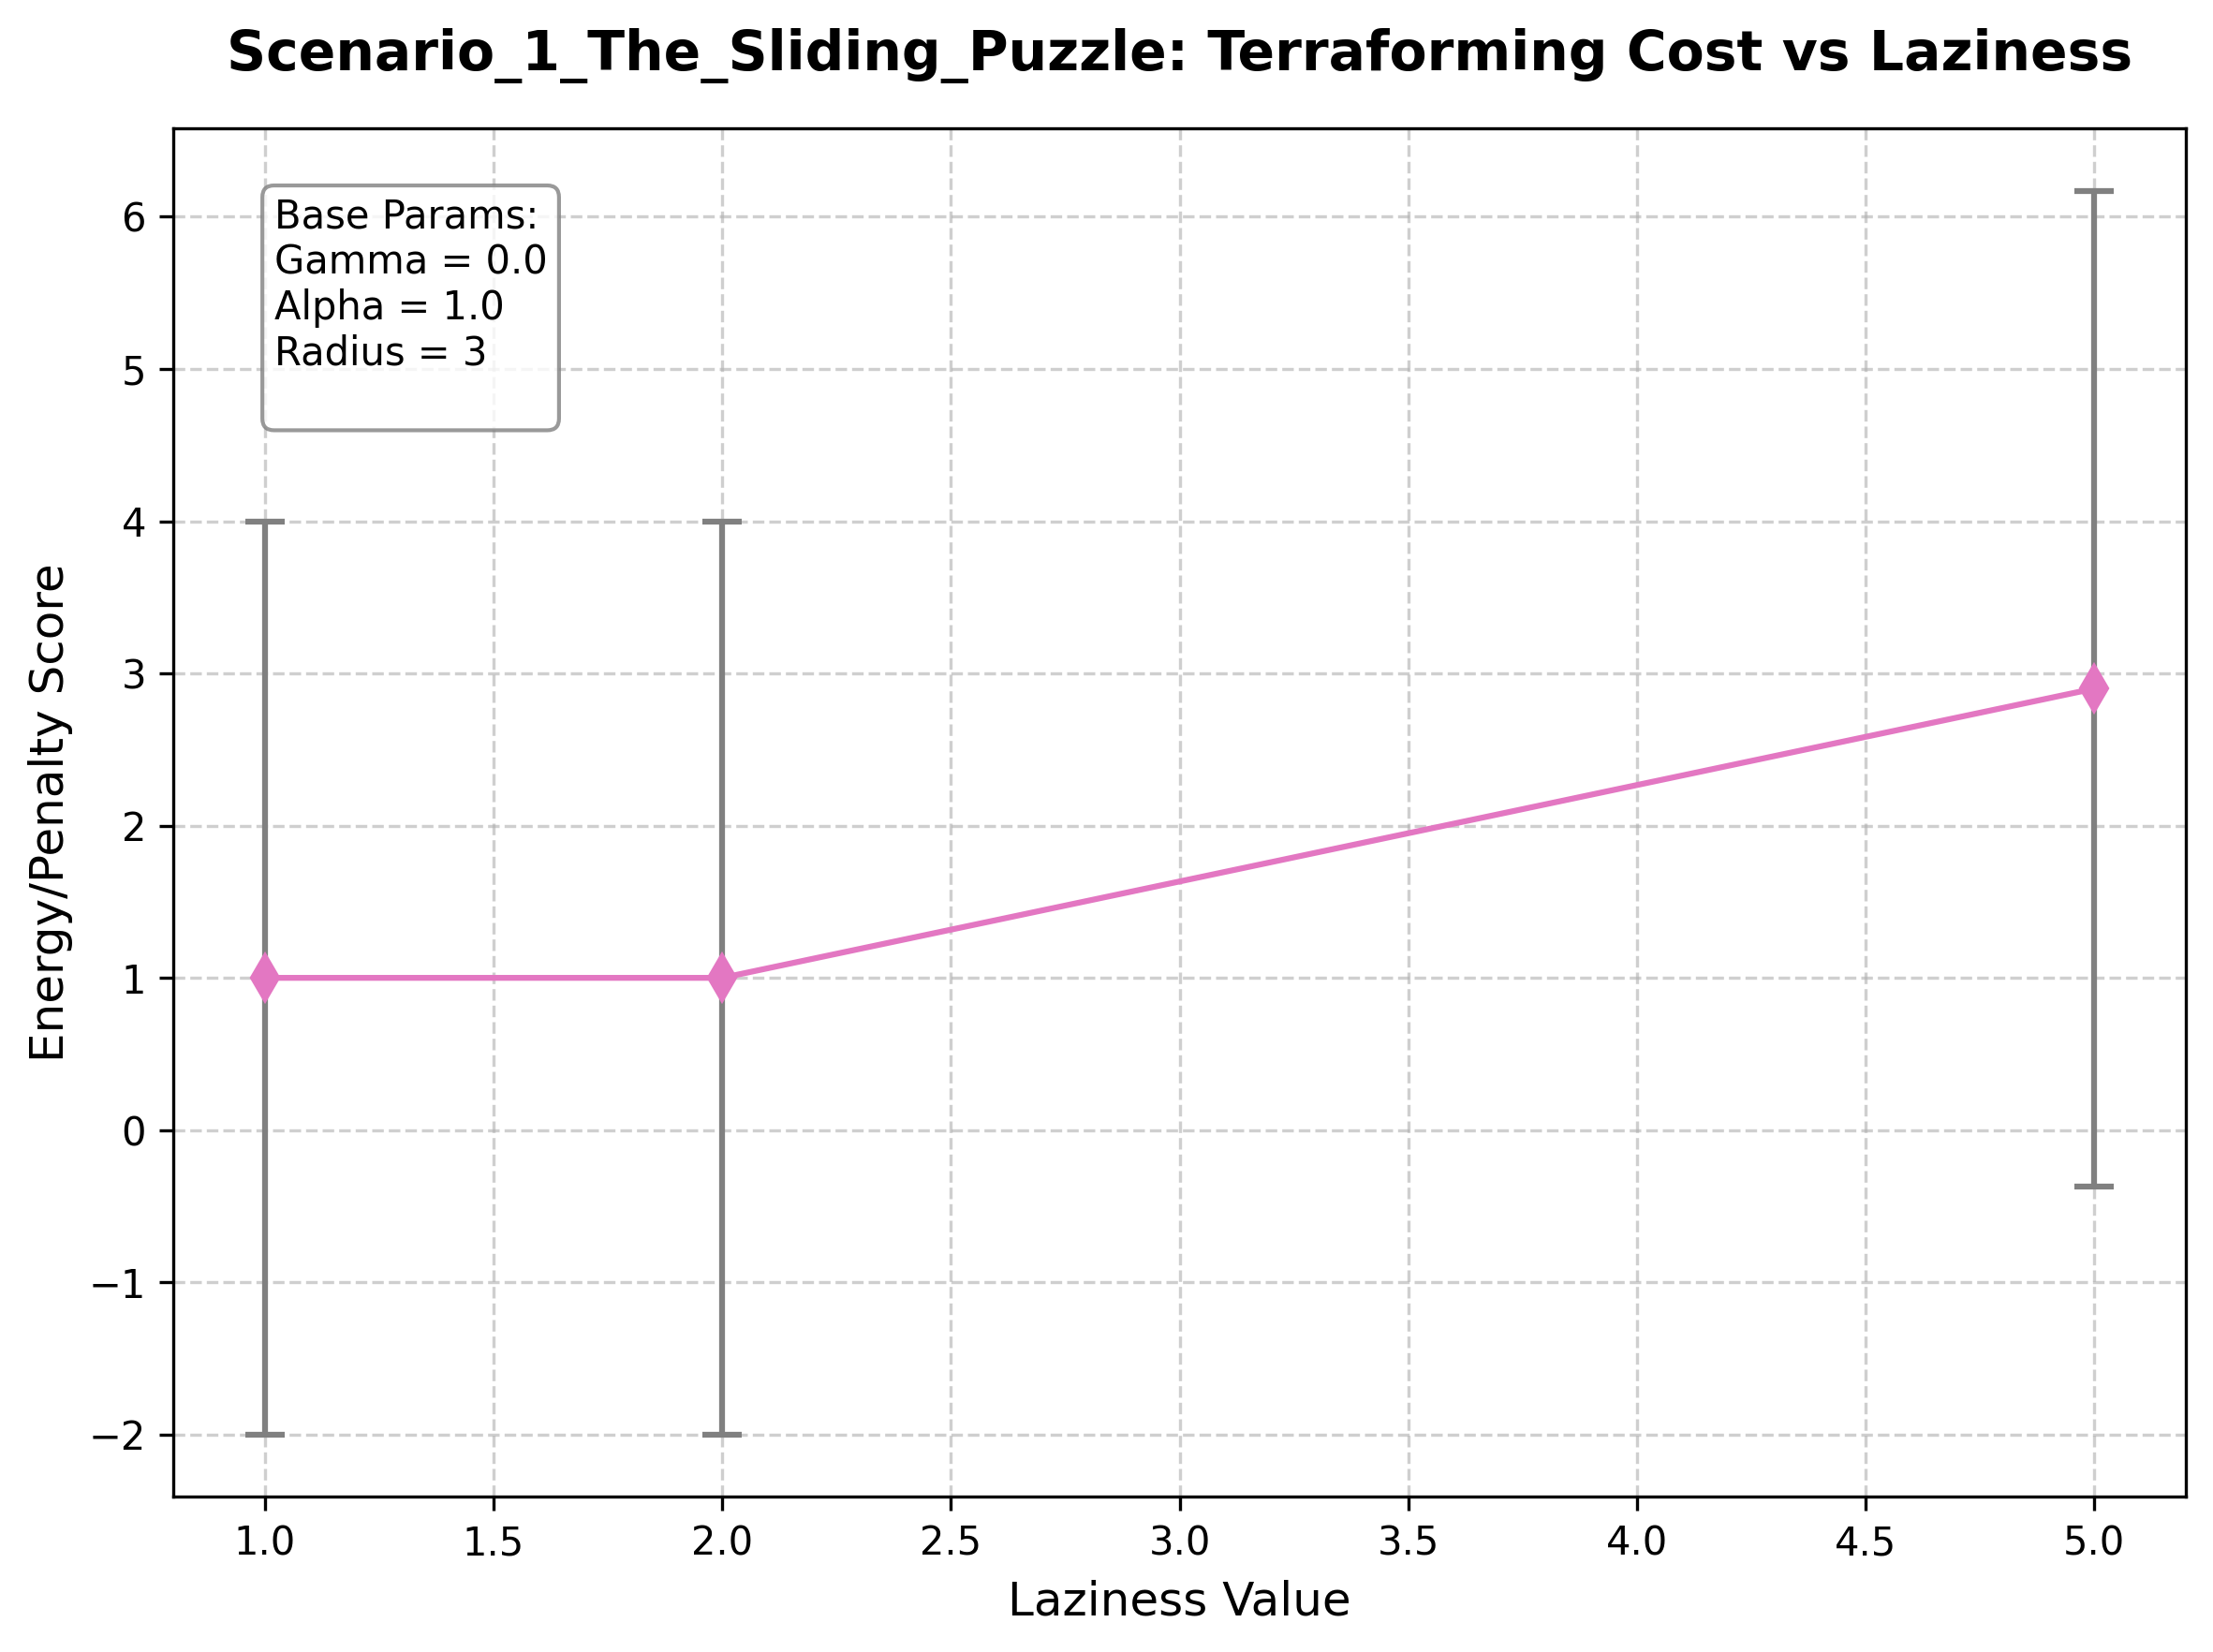 Scenario_1_The_Sliding_Puzzle: Terraforming Cost vs Laziness
Base Params:
Gamma = 0.0
Alpha = 1.0
Radius = 3
Energy/Penalty Score
6
5
4
3
2
1
0
−1
−2
1.0 1.5 2.0 2.5 3.0 3.5 4.0 4.5 5.0
Laziness Value